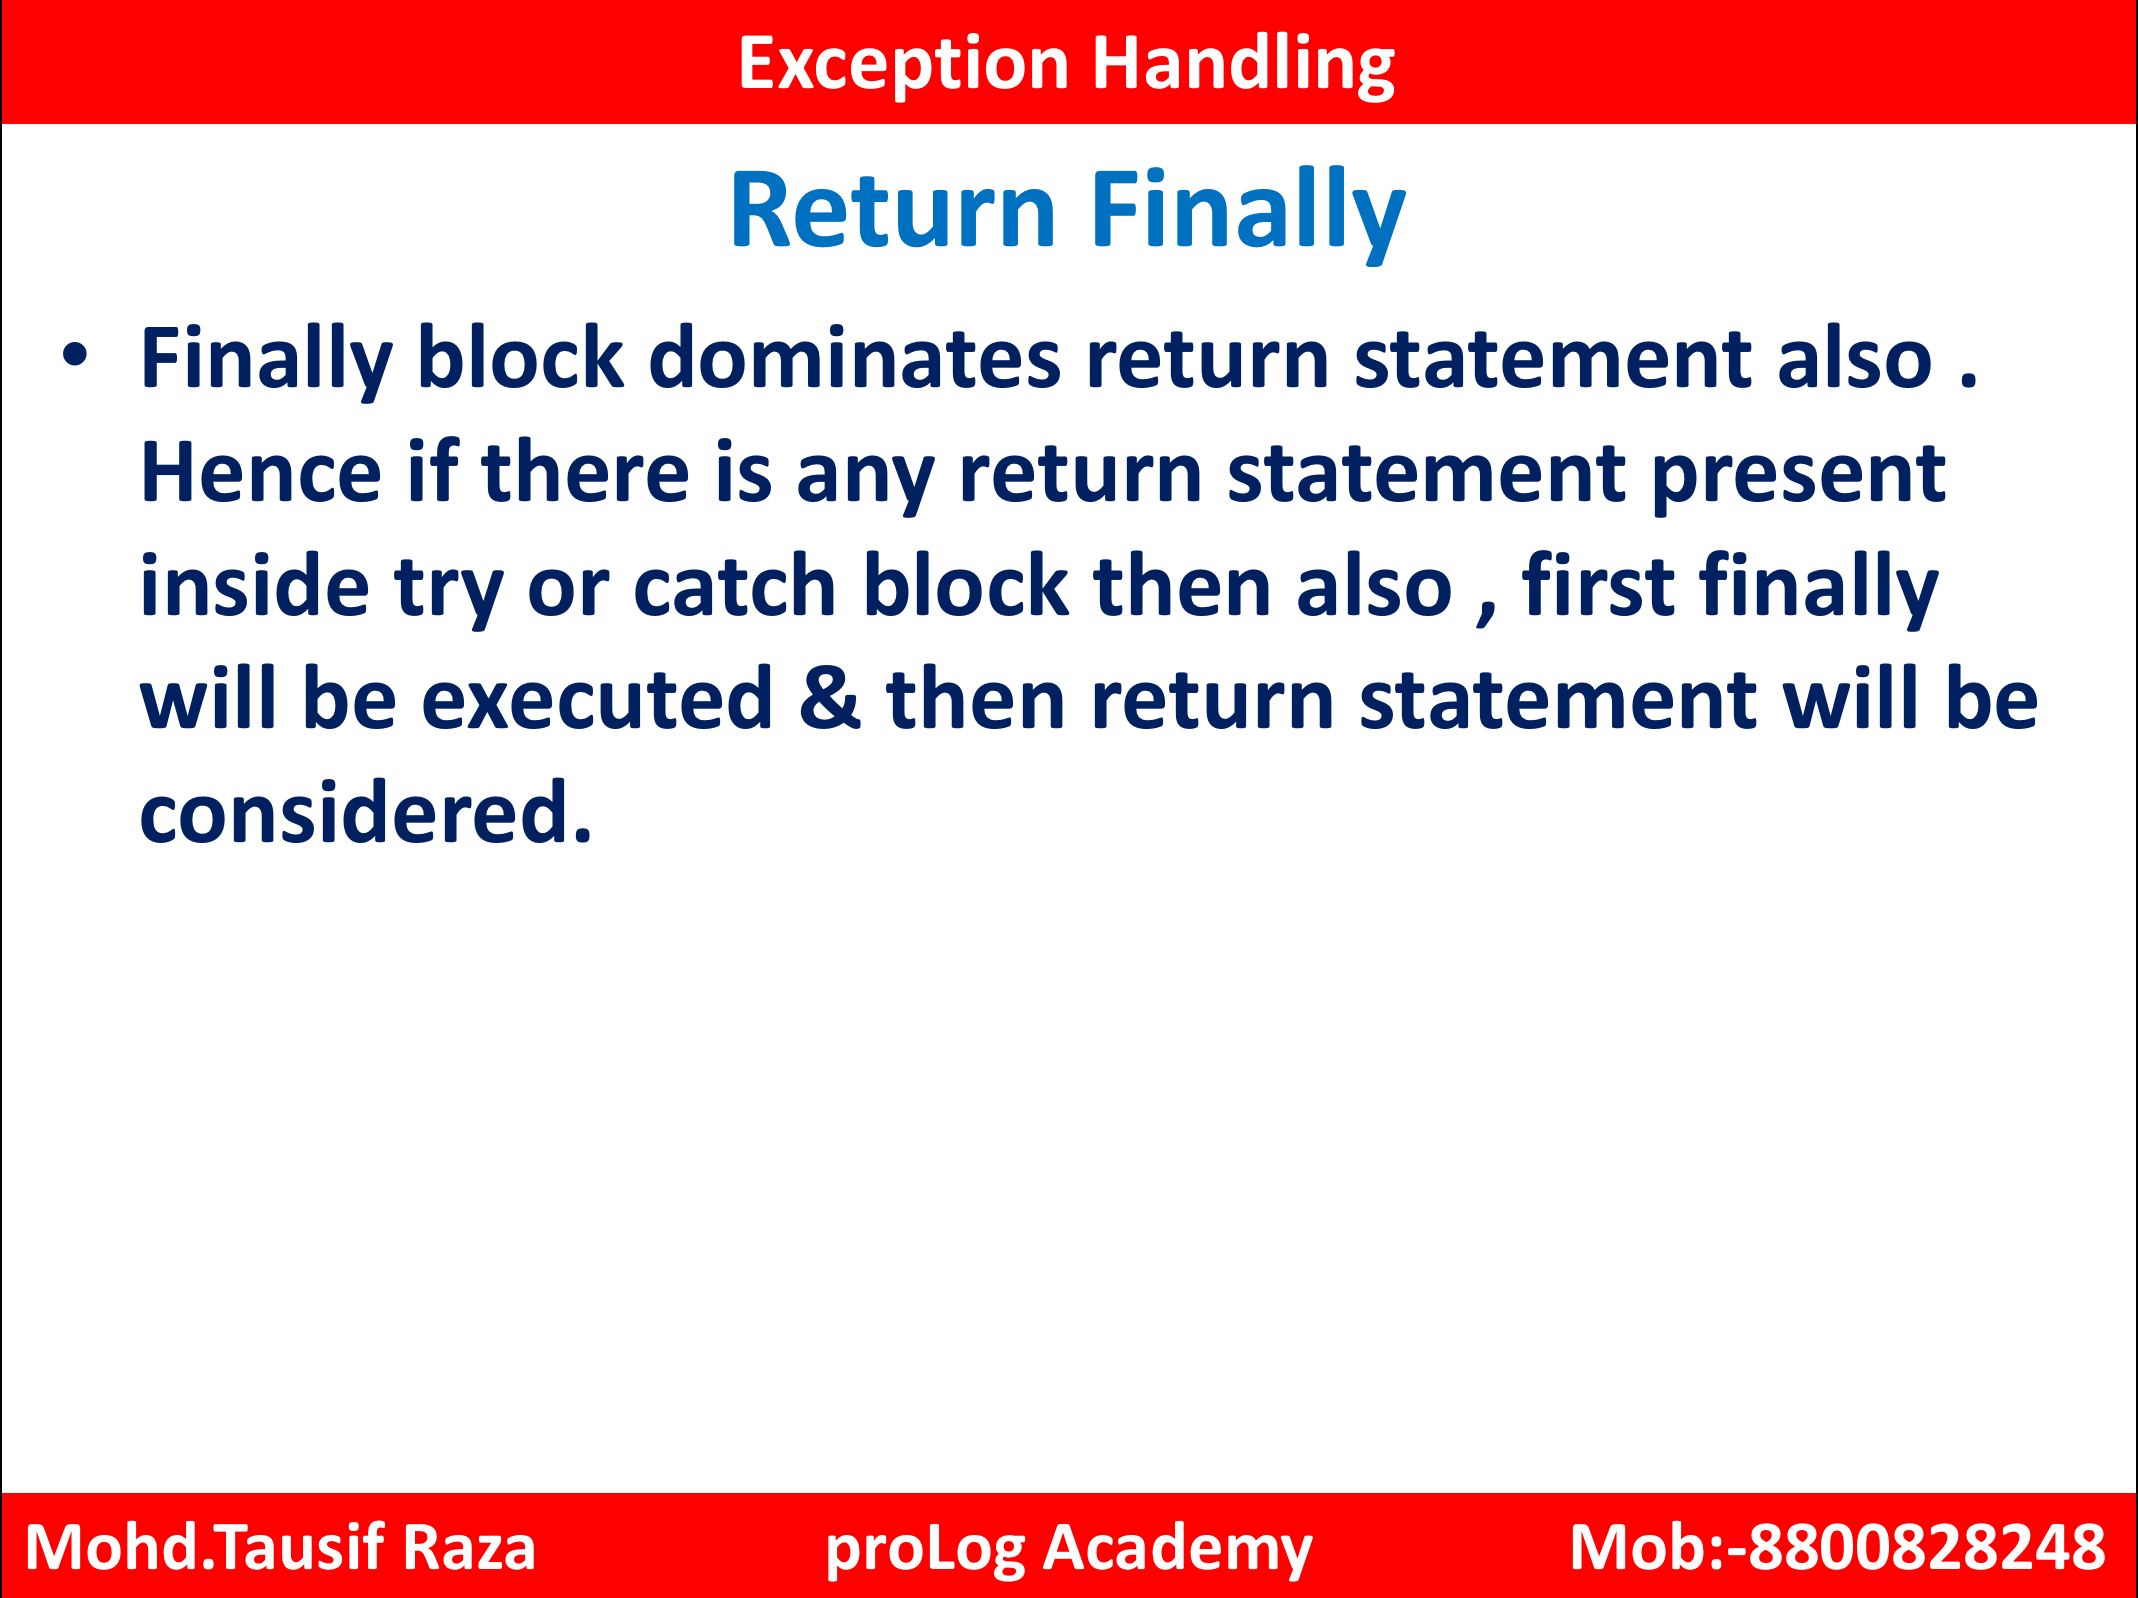 Exception Handling
Return Finally
• Finally block dominates return statement also .
Hence if there is any return statement present
inside try or catch block then also , first finally
will be executed & then return statement will be
considered.
Mohd.Tausif Raza proLog Academy Mob:-8800828248